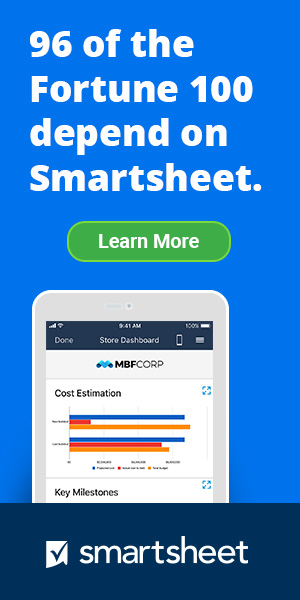 96 of the
Fortune 100
depend on
Smartsheet.
Learn More
9:41 AM 100%
Done Store Dashboard
MBFCORP
Cost Estimation
Key Milestones
smartsheet